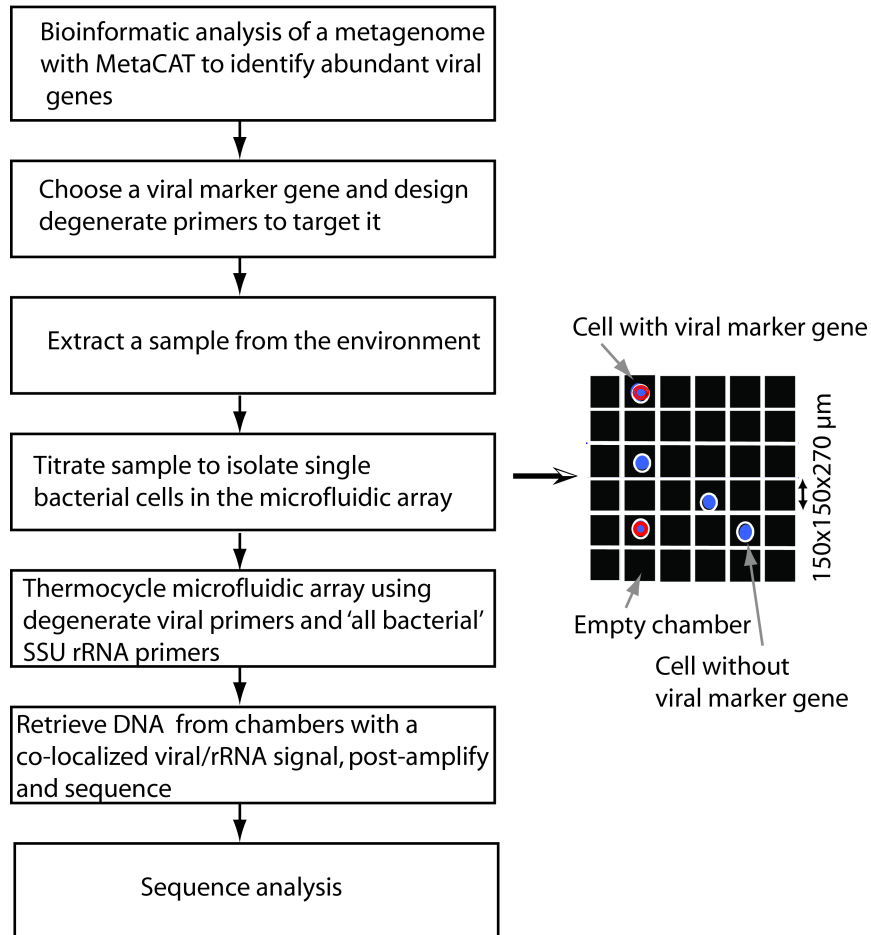 Bioinformatic analysis of a metagenome
with MetaCAT to identify abundant viral
genes
Choose a viral marker gene and design
degenerate primers to target it
Extract a sample from the environment
Titrate sample to isolate single
bacterial cells in the microfluidic array
Thermocycle microfluidic array using
degenerate viral primers and ‘all bacterial’
SSU rRNA primers
Retrieve DNA from chambers with a
co-localized viral/rRNA signal, post-amplify
and sequence
Sequence analysis
Cell with viral marker gene
150x150x270 μm
Empty chamber
Cell without
viral marker gene